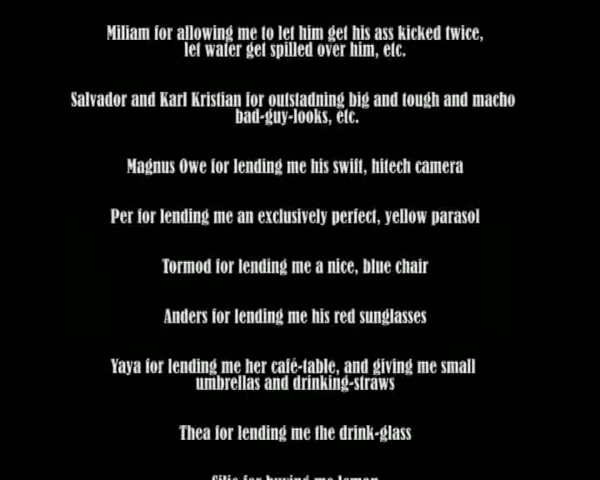 Miliam for allowing me to let him get his ass kicked twice,
let water get spilled over him, etc.
Salvador and Karl Kristian for outstadning big and tough and macho
bad-guy-looks, etc.
Magnus Owe for lending me his swift, hitech camera
Per for lending me an exclusively perfect, yellow parasol
Tormod for lending me a nice, blue chair
Anders for lending me his red sunglasses
Yaya for lending me her café-table, and giving me small
umbrellas and drinking-straws
Thea for lending me the drink-glass
for buying me lemon